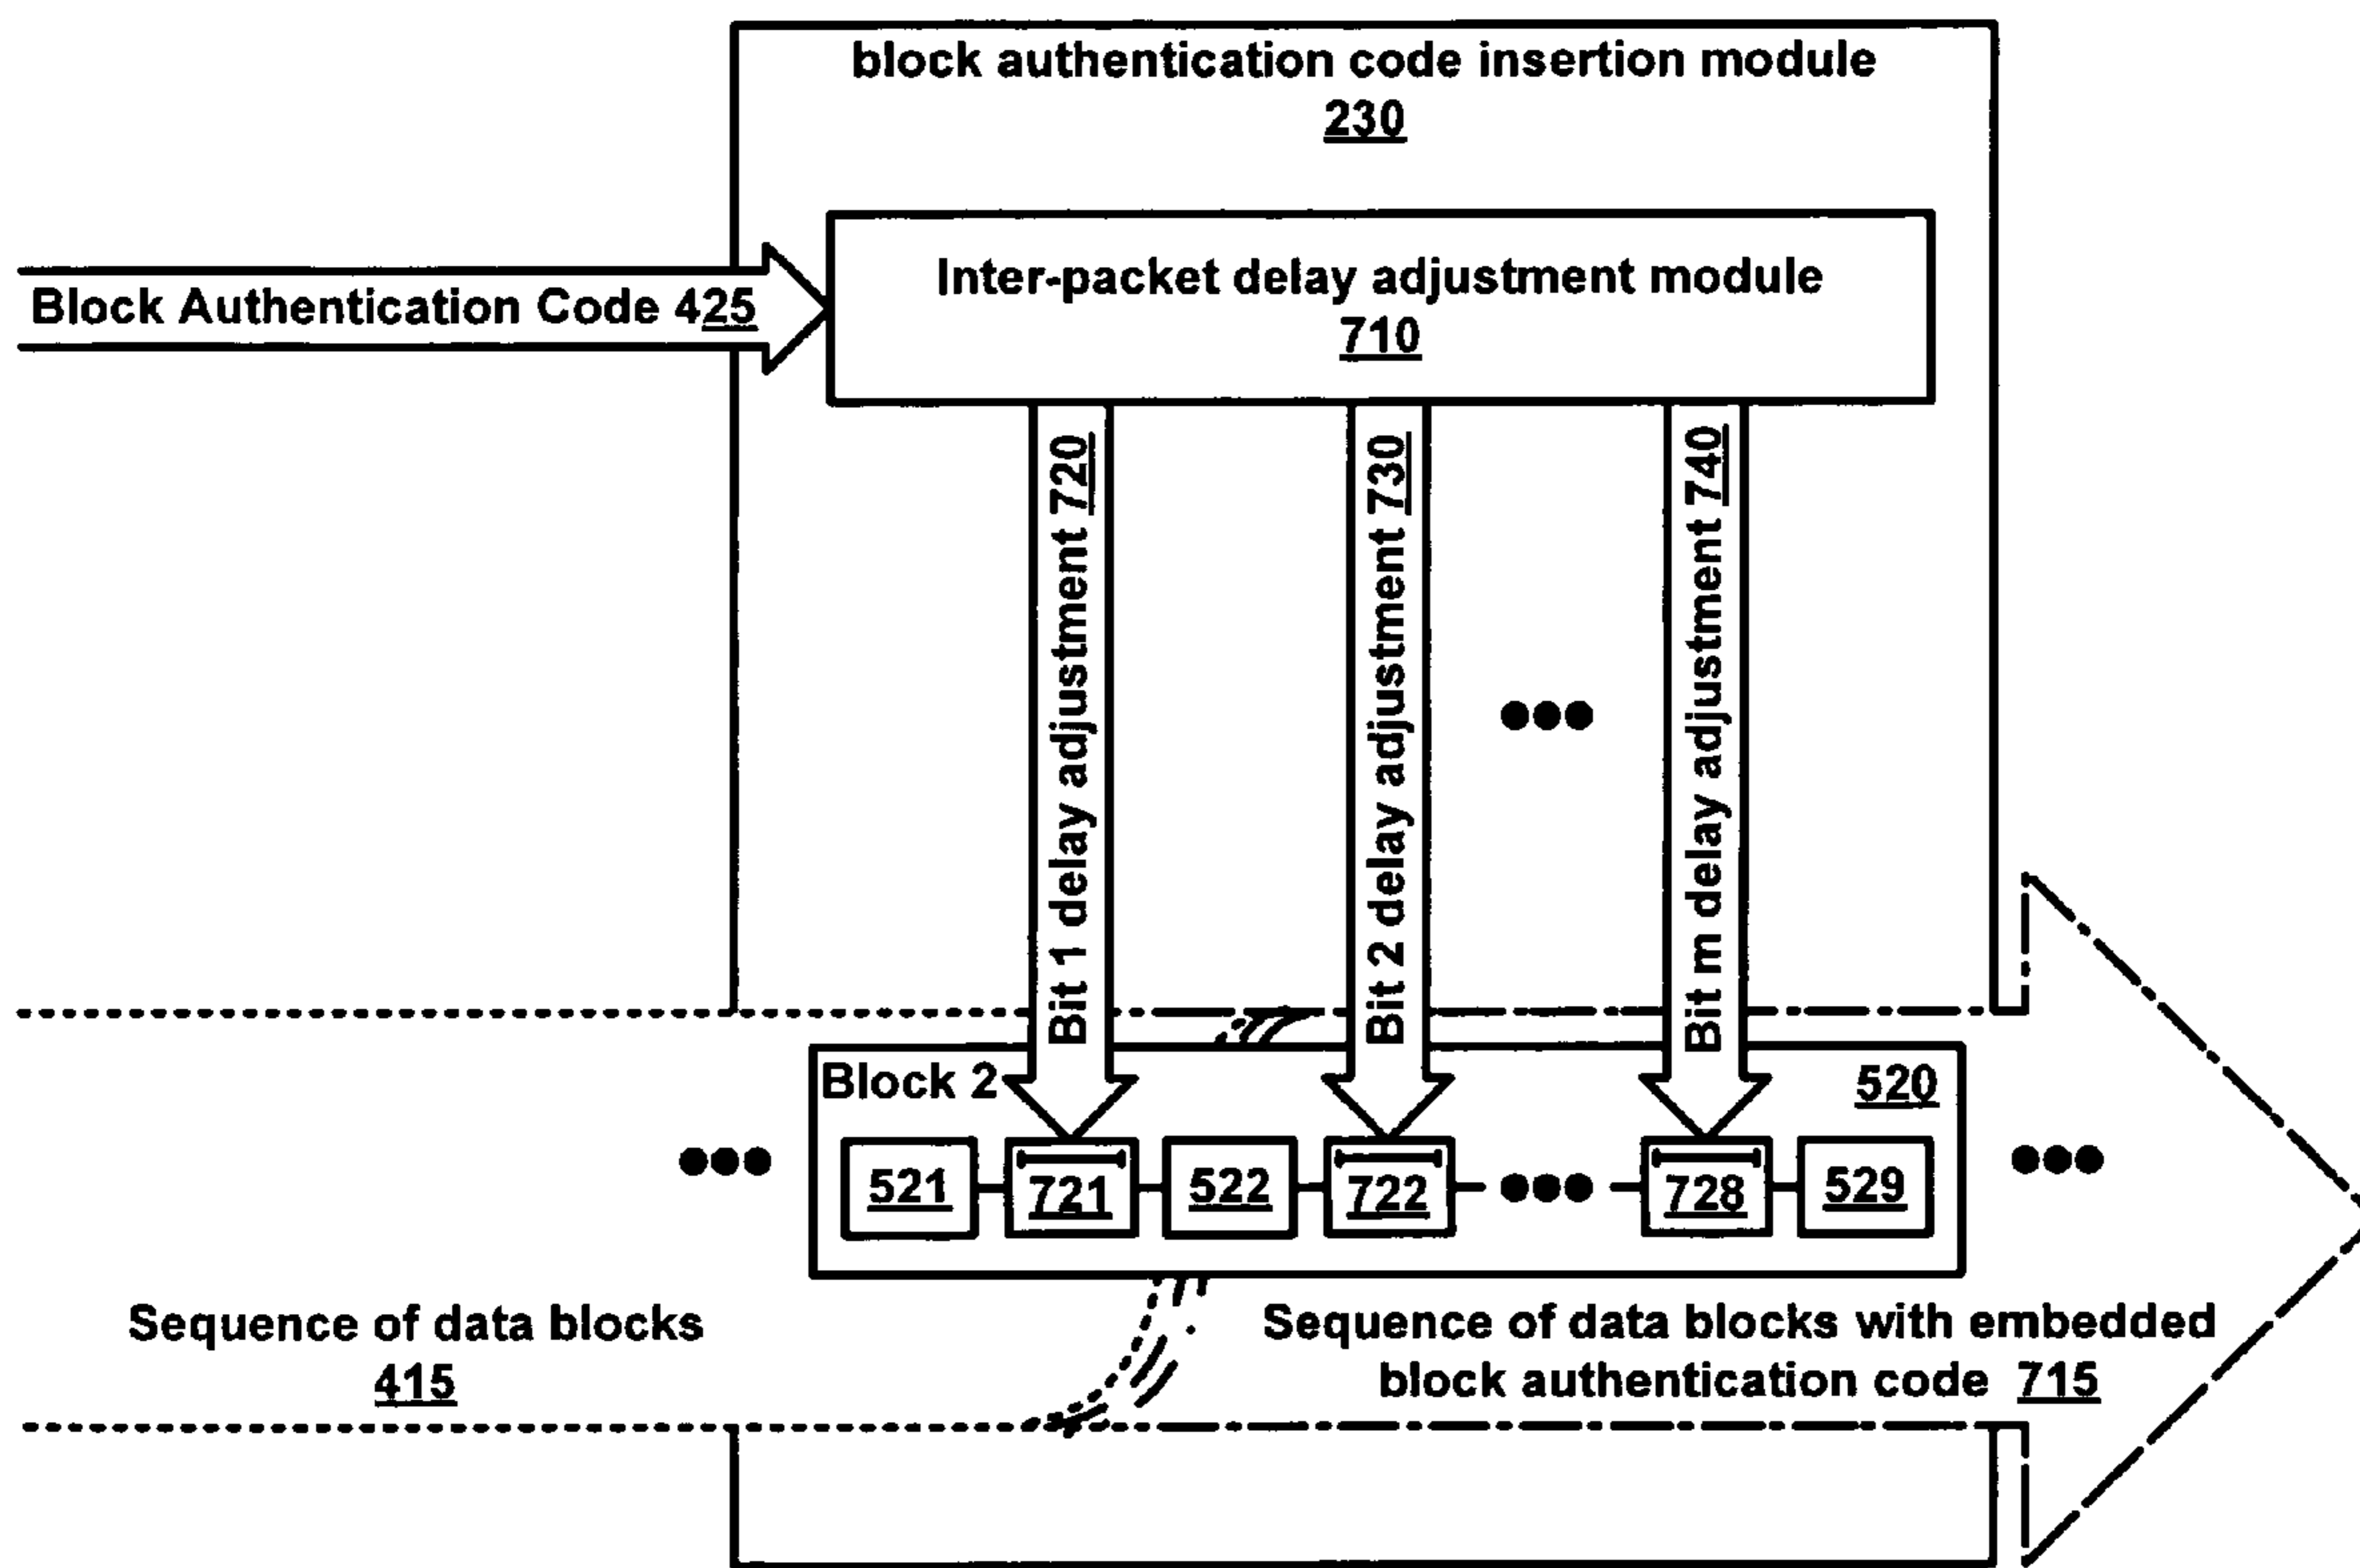 block authentication code insertion module
230
Inter-packet delay adjustment module
710
Block Authentication Code 425
Bit 1 delay adjustment 720
Bit 2 delay adjustment 730
Bit m delay adjustment 740
Block 2
520
521
721
522
722
728
529
Sequence of data blocks
415
Sequence of data blocks with embedded
block authentication code 715